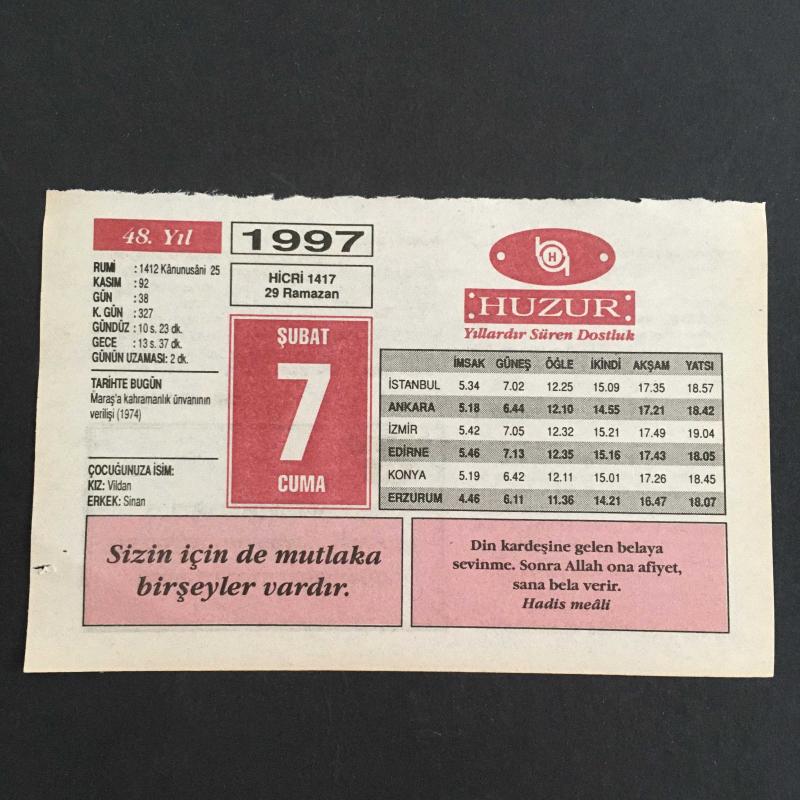 48. Yıl
RUMİ : 1412 Kânunusâni 25
KASIM : 92
GÜN : 38
K. GÜN : 327
GÜNDÜZ : 10 s. 23 dk.
GECE : 13 s. 37 dk.
GÜNÜN UZAMASI: 2 dk.
TARİHTE BUGÜN
Maraş'a kahramanlık ünvanının
verilişi (1974)
ÇOCUĞUNUZA İSİM:
KIZ: Vildan
ERKEK: Sinan
1997
HİCRİ 1417
29 Ramazan
ŞUBAT
7
CUMA
H
HUZUR
Yıllardır Süren Dostluk
İMSAK GÜNEŞ ÖĞLE İKİNDİ AKŞAM YATSI
İSTANBUL 5.34 7.02 12.25 15.09 17.35 18.57
ANKARA 5.18 6.44 12.10 14.55 17.21 18.42
İZMİR 5.42 7.05 12.32 15.21 17.49 19.04
EDİRNE 5.46 7.13 12.35 15.16 17.43 18.05
KONYA 5.19 6.42 12.11 15.01 17.26 18.45
ERZURUM 4.46 6.11 11.36 14.21 16.47 18.07
Sizin için de mutlaka
birşeyler vardır.
Din kardeşine gelen belaya
sevinme. Sonra Allah ona afiyet,
sana bela verir.
Hadis meâli